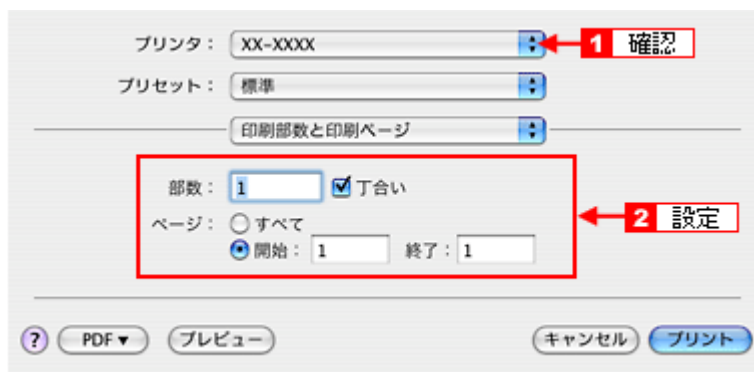 プリンタ： XX-XXXX 1 確認
プリセット： 標準
印刷部数と印刷ページ
部数： 1 丁合い
ページ： すべて
2 設定
開始： 1 終了： 1
? PDF▼ プレビュー キャンセル プリント